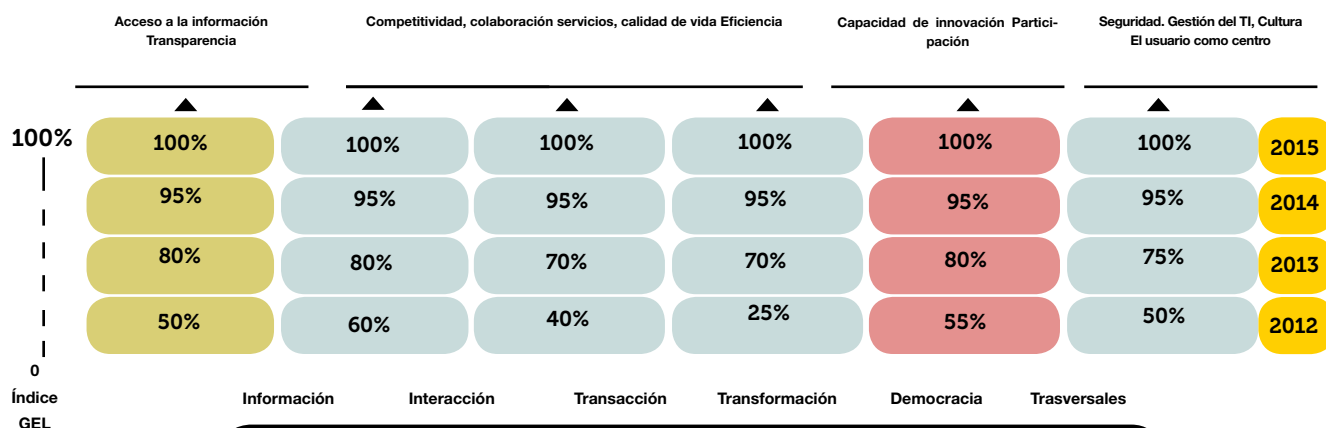 Acceso a la información
Transparencia
Competitividad, colaboración servicios, calidad de vida Eficiencia
Capacidad de innovación Partici-
pación
Seguridad. Gestión del TI, Cultura
El usuario como centro
100%
100% 100% 100% 100% 100% 100% 2015
95% 95% 95% 95% 95% 95% 2014
80% 80% 70% 70% 80% 75% 2013
50% 60% 40% 25% 55% 50% 2012
0
Índice
GEL
Información Interacción Transacción Transformación Democracia Trasversales